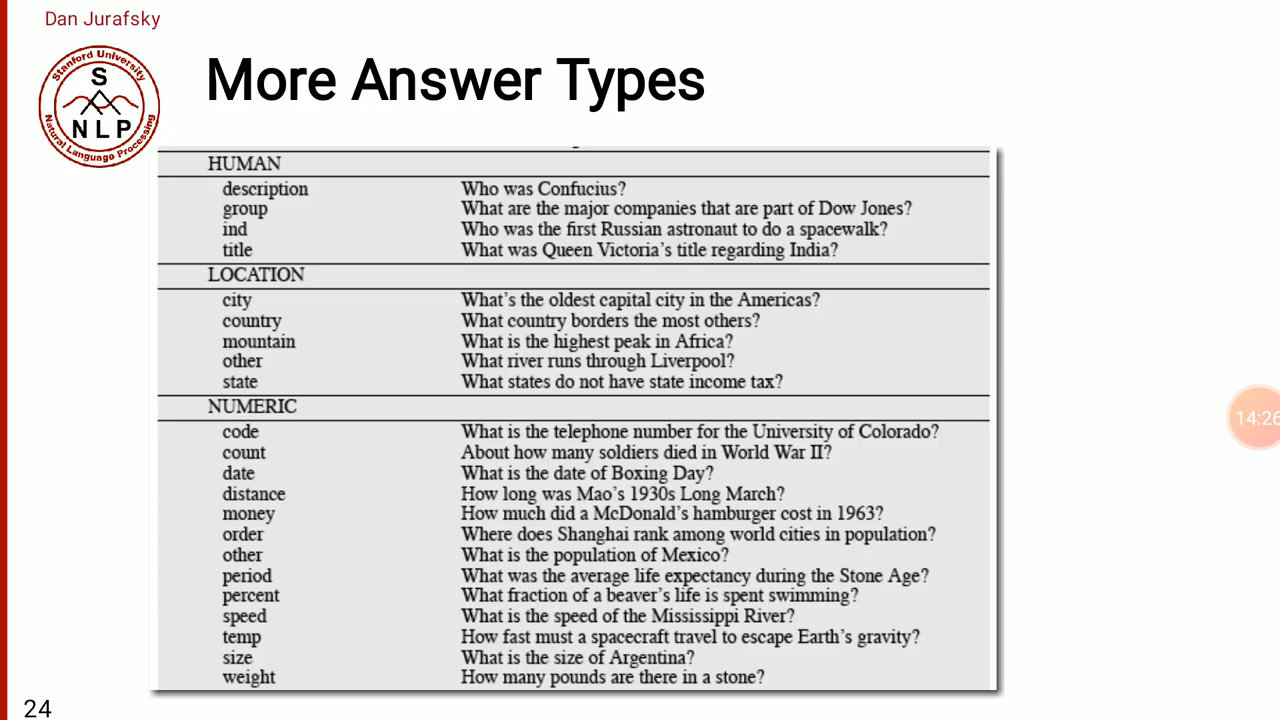 Dan Jurafsky
Stanford University
S
NLP
Natural Language Processing
More Answer Types
HUMAN
description Who was Confucius?
group What are the major companies that are part of Dow Jones?
ind Who was the first Russian astronaut to do a spacewalk?
title What was Queen Victoria's title regarding India?
LOCATION
city What's the oldest capital city in the Americas?
country What country borders the most others?
mountain What is the highest peak in Africa?
other What river runs through Liverpool?
state What states do not have state income tax?
NUMERIC
code What is the telephone number for the University of Colorado?
count About how many soldiers died in World War II?
date What is the date of Boxing Day?
distance How long was Mao's 1930s Long March?
money How much did a McDonald's hamburger cost in 1963?
order Where does Shanghai rank among world cities in population?
other What is the population of Mexico?
period What was the average life expectancy during the Stone Age?
percent What fraction of a beaver's life is spent swimming?
speed What is the speed of the Mississippi River?
temp How fast must a spacecraft travel to escape Earth's gravity?
size What is the size of Argentina?
weight How many pounds are there in a stone?
14:26
24